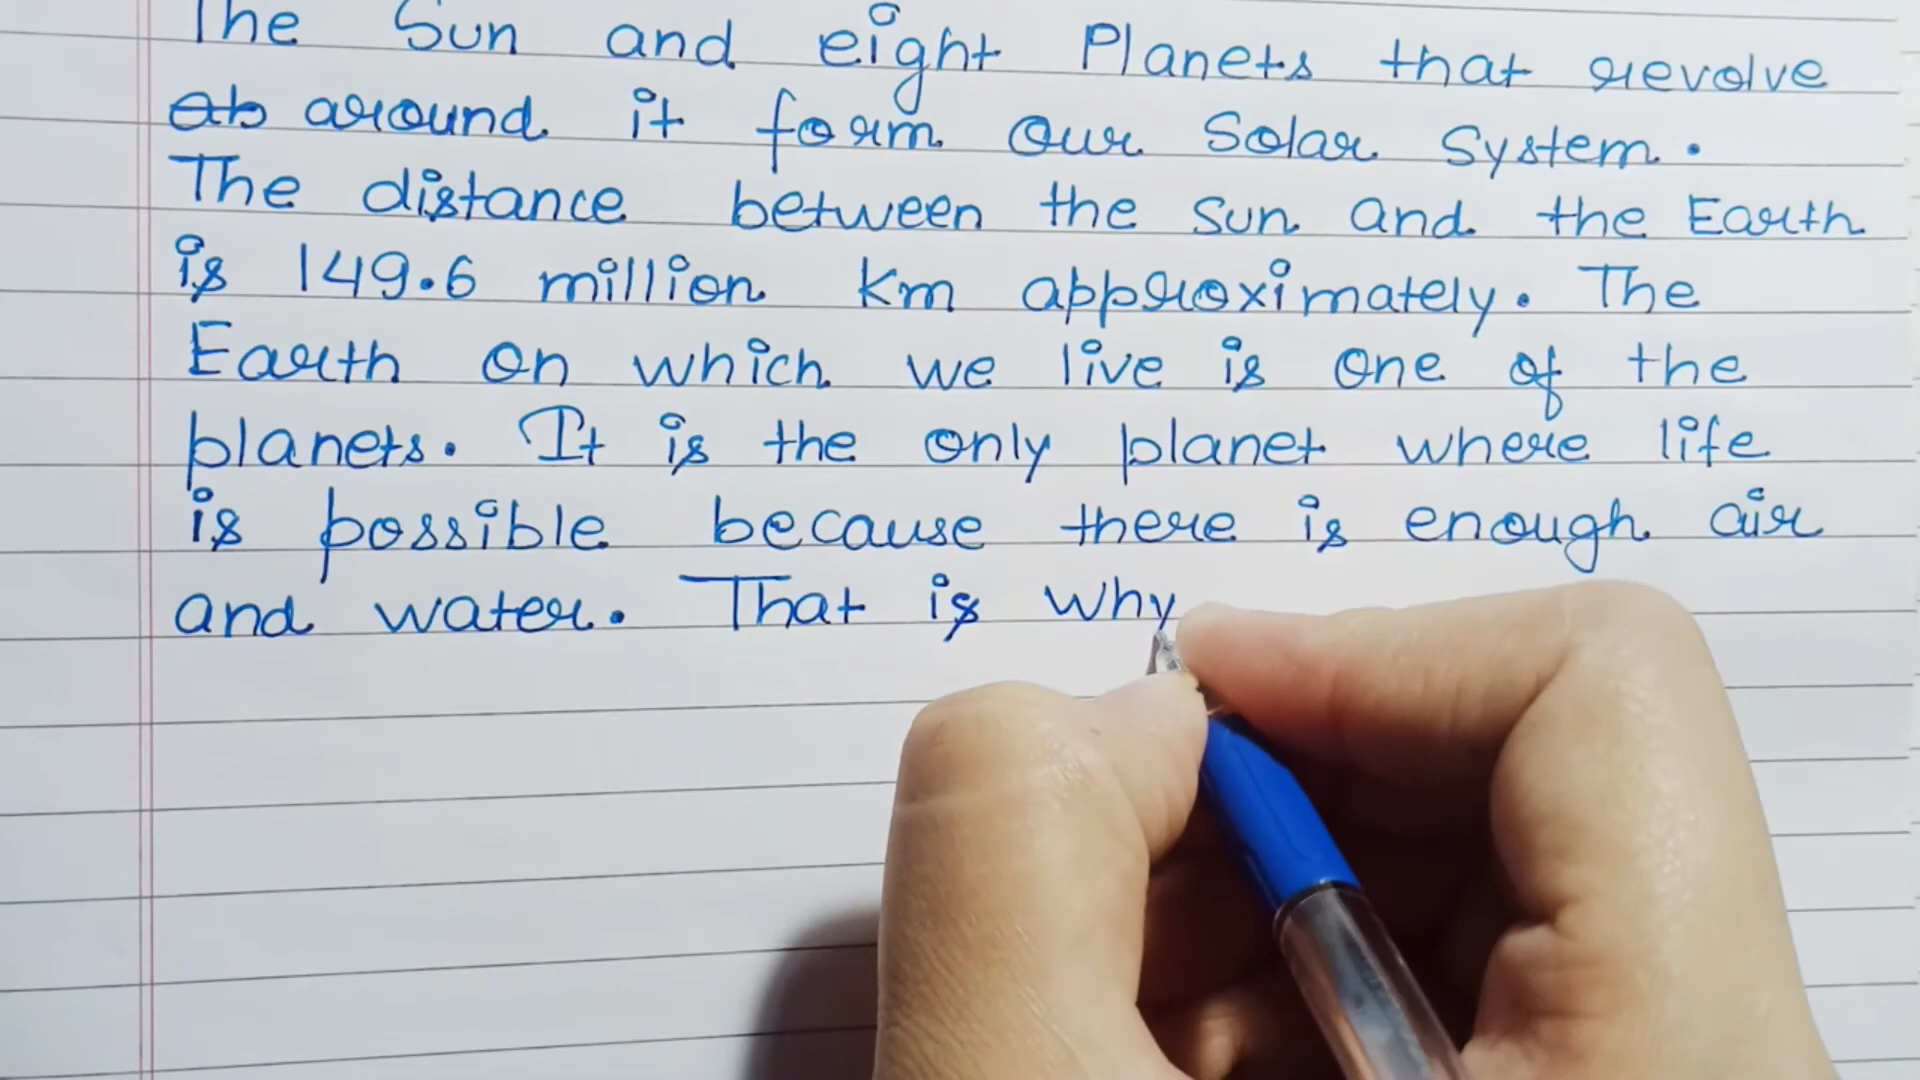 The Sun and eight Planets that revolve
ab around it form our Solar System.
The distance between the Sun and the Earth
is 149.6 million km approximately. The
Earth on which we live is one of the
planets. It is the only planet where life
is possible because there is enough air
and water. That is why